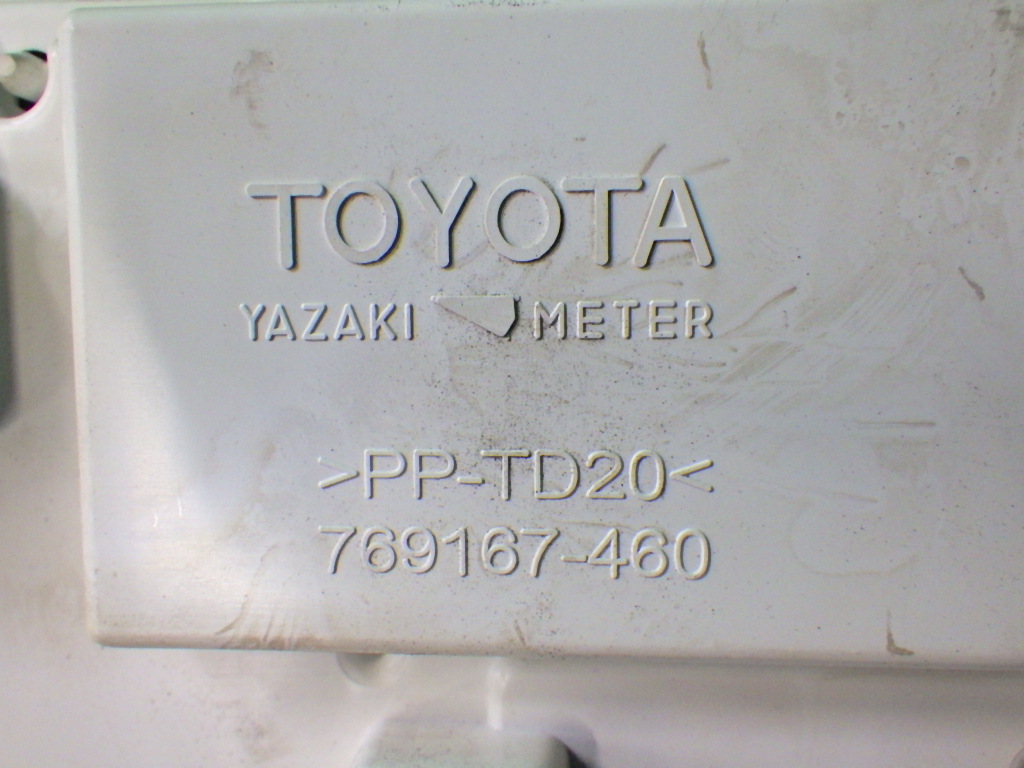 TOYOTA
YAZAKI METER
>PP-TD20<
769167-460